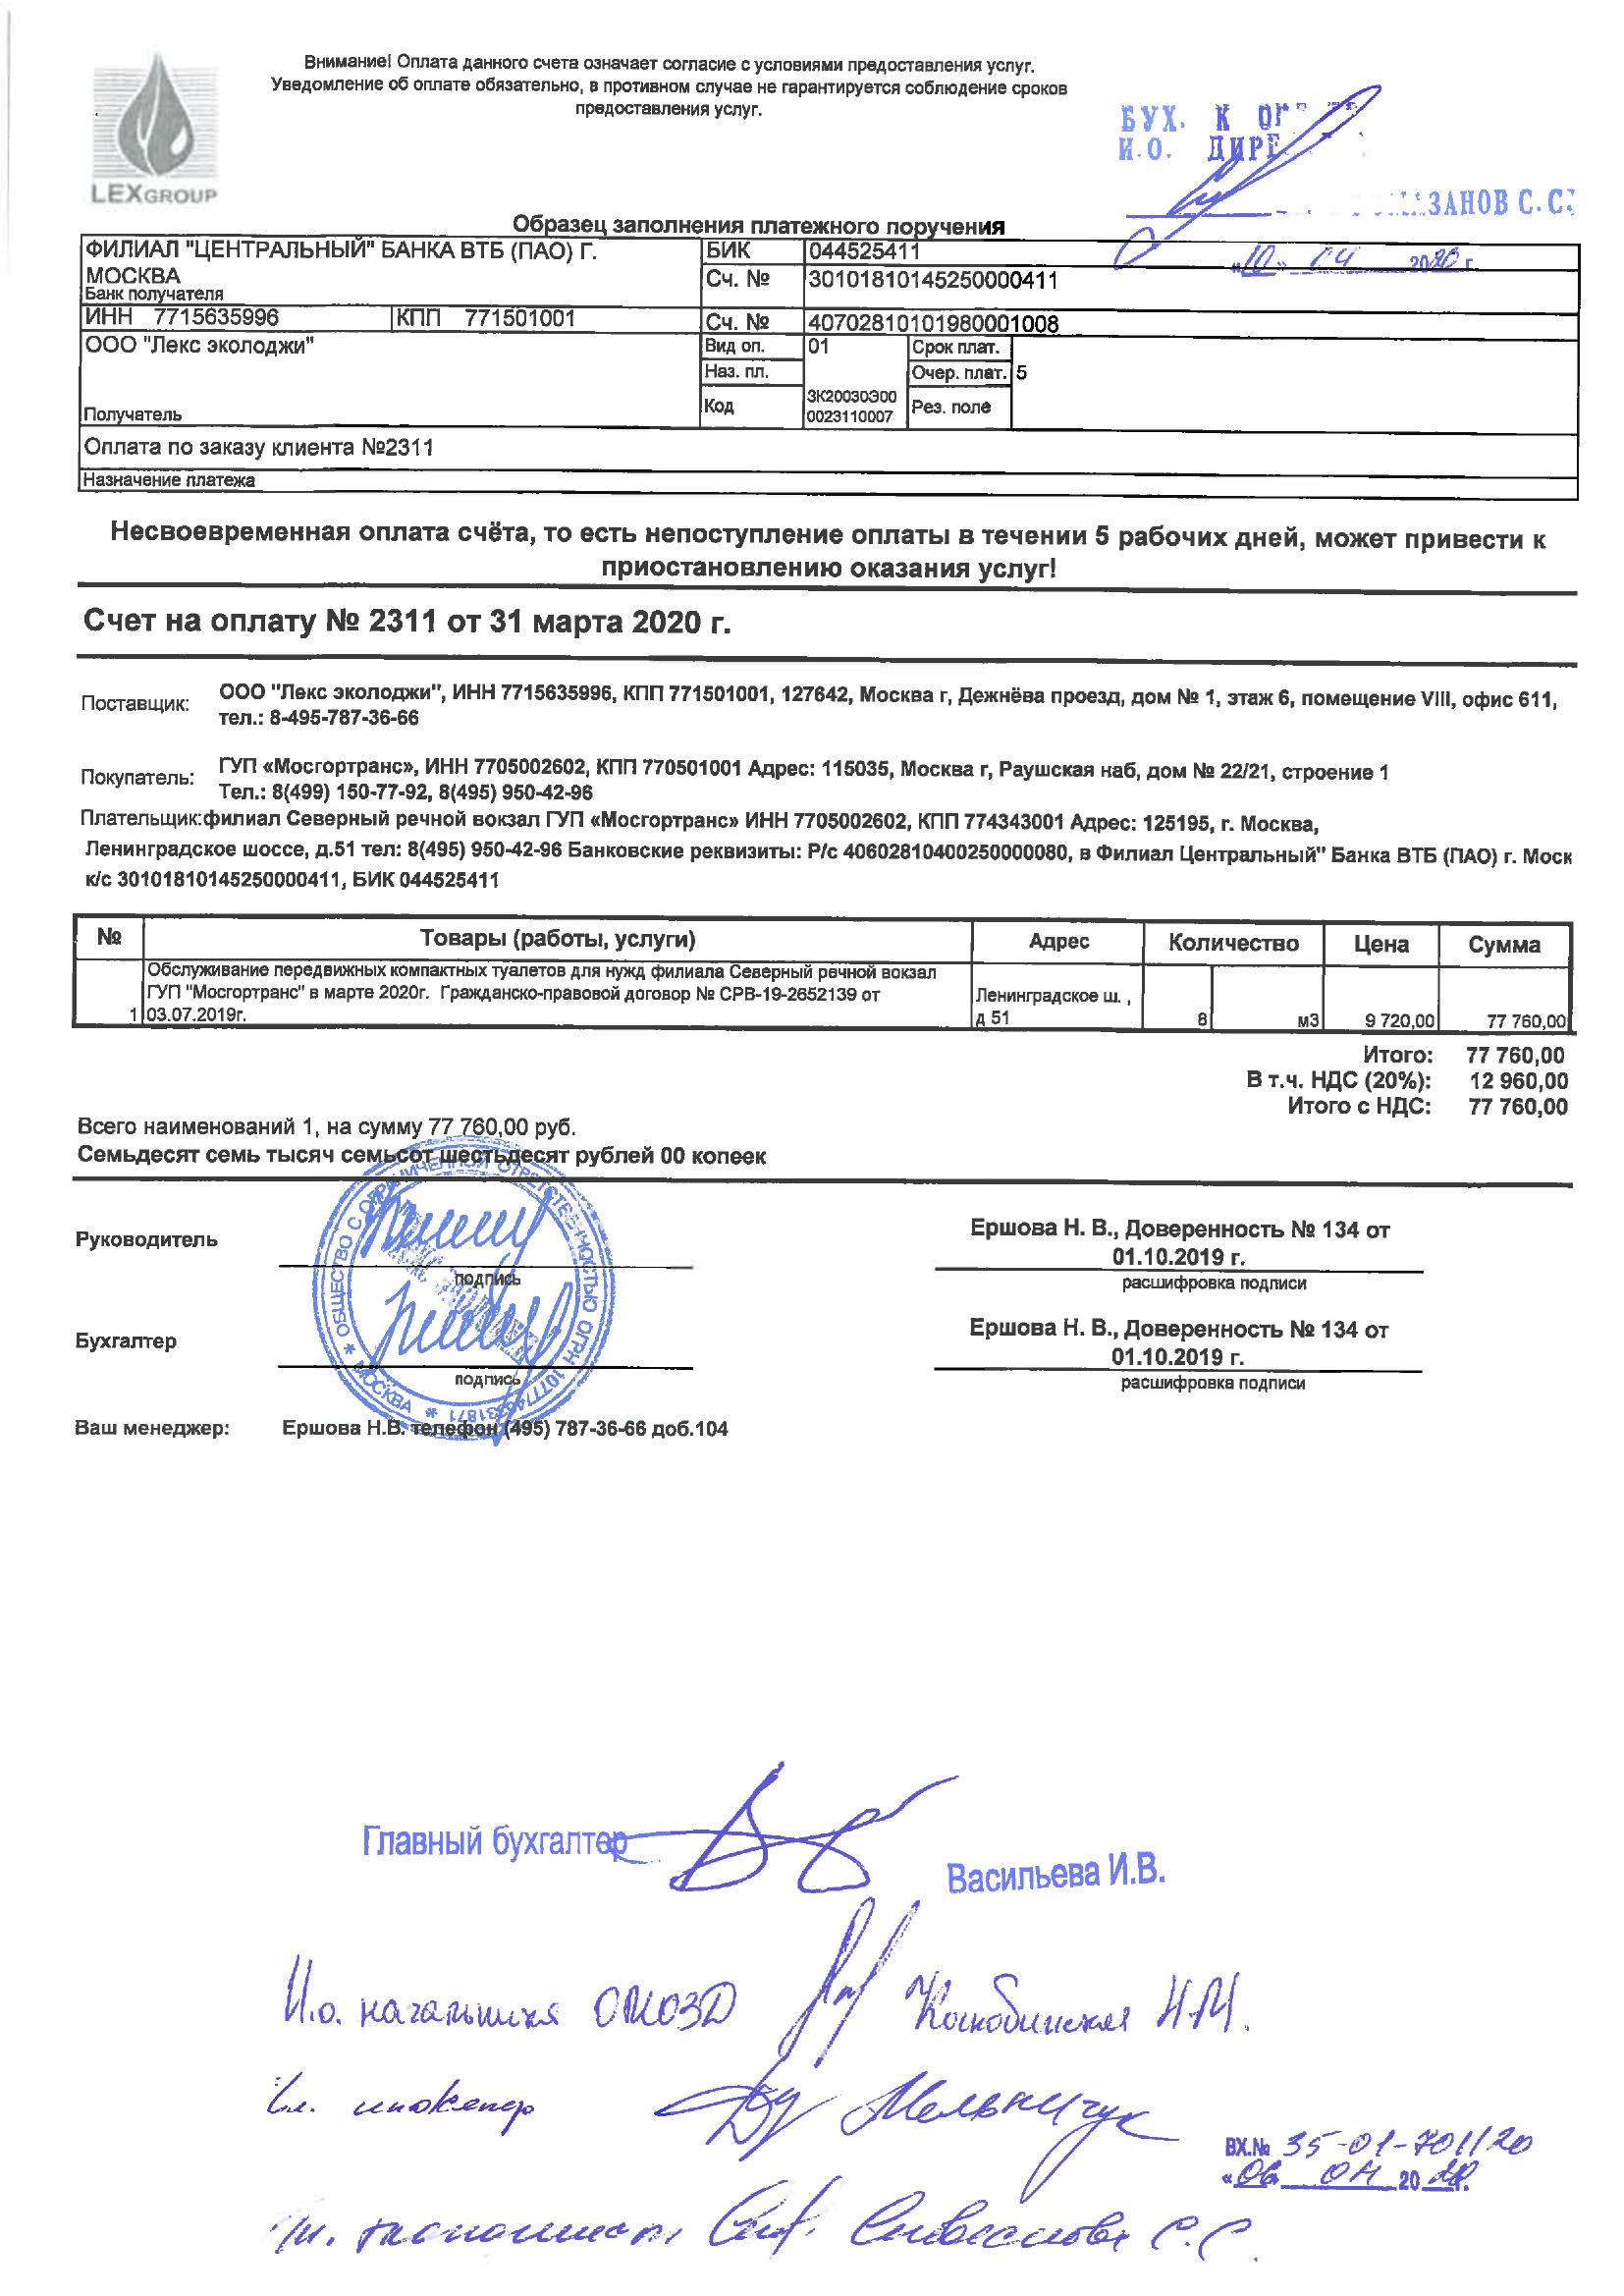 Внимание! Оплата данного счета означает согласие с условиями предоставления услуг.
Уведомление об оплате обязательно, в противном случае не гарантируется соблюдение сроков
предоставления услуг.
LEXGROUP
БУХ. К
И.О. ДИРЕ
ЗАНОВ С.С.
«10» 04 2020 г.
Образец заполнения платежного поручения
ФИЛИАЛ "ЦЕНТРАЛЬНЫЙ" БАНКА ВТБ (ПАО) Г. БИК 044525411
МОСКВА Сч. № 30101810145250000411
Банк получателя
ИНН 7715635996 КПП 771501001 Сч. № 40702810101980001008
ООО "Лекс эколоджи" Вид оп. 01 Срок плат.
Наз. пл. Очер. плат. 5
Получатель Код ЗК20030Э00 Рез. поле
0023110007
Оплата по заказу клиента №2311
Назначение платежа
Несвоевременная оплата счёта, то есть непоступление оплаты в течении 5 рабочих дней, может привести к
приостановлению оказания услуг!
Счет на оплату № 2311 от 31 марта 2020 г.
Поставщик: ООО "Лекс эколоджи", ИНН 7715635996, КПП 771501001, 127642, Москва г, Дежнёва проезд, дом № 1, этаж 6, помещение VIII, офис 611,
тел.: 8-495-787-36-66
Покупатель: ГУП «Мосгортранс», ИНН 7705002602, КПП 770501001 Адрес: 115035, Москва г, Раушская наб, дом № 22/21, строение 1
Тел.: 8(499) 150-77-92, 8(495) 950-42-96
Плательщик:филиал Северный речной вокзал ГУП «Мосгортранс» ИНН 7705002602, КПП 774343001 Адрес: 125195, г. Москва,
Ленинградское шоссе, д.51 тел: 8(495) 950-42-96 Банковские реквизиты: Р/с 40602810400250000080, в Филиал Центральный" Банка ВТБ (ПАО) г. Моск
к/с 30101810145250000411, БИК 044525411
№ Товары (работы, услуги) Адрес Количество Цена Сумма
Обслуживание передвижных компактных туалетов для нужд филиала Северный речной вокзал
ГУП "Мосгортранс" в марте 2020г. Гражданско-правовой договор № СРВ-19-2652139 от Ленинградское ш. ,
1 03.07.2019г. д 51 8 м3 9 720,00 77 760,00
Итого: 77 760,00
В т.ч. НДС (20%): 12 960,00
Итого с НДС: 77 760,00
Всего наименований 1, на сумму 77 760,00 руб.
Семьдесят семь тысяч семьсот шестьдесят рублей 00 копеек
ОБЩЕСТВО С ОГРАНИЧЕННОЙ ОТВЕТСТВЕННОСТЬЮ ОГРН * МОСКВА *
Руководитель Ершова Н. В., Доверенность № 134 от
01.10.2019 г.
подпись расшифровка подписи
Бухгалтер Ершова Н. В., Доверенность № 134 от
01.10.2019 г.
подпись расшифровка подписи
Ваш менеджер: Ершова Н.В. телефон (495) 787-36-66 доб.104
Главный бухгалтер Васильева И.В.
И.о. начальника Н.М.
Гл. инженер Мельничук
ВХ.№ 35-01-701/20
«06» 04 2020г.
экономист С.С.